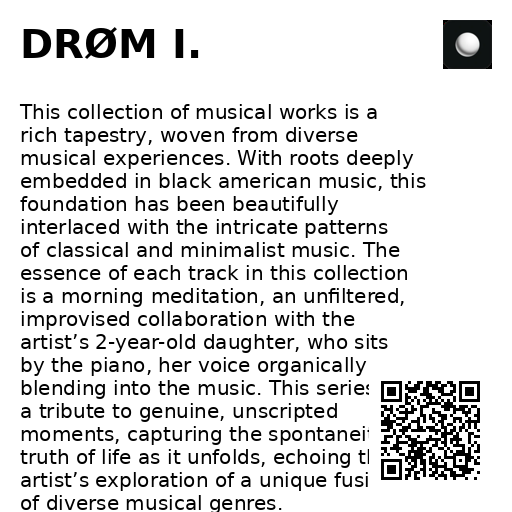 DRØM I.
This collection of musical works is a
rich tapestry, woven from diverse
musical experiences. With roots deeply
embedded in black american music, this
foundation has been beautifully
interlaced with the intricate patterns
of classical and minimalist music. The
essence of each track in this collection
is a morning meditation, an unfiltered,
improvised collaboration with the
artist’s 2-year-old daughter, who sits
by the piano, her voice organically
blending into the music. This series
a tribute to genuine, unscripted
moments, capturing the
truth of life as it unfolds, echoing
artist’s exploration of a unique
of diverse musical genres.